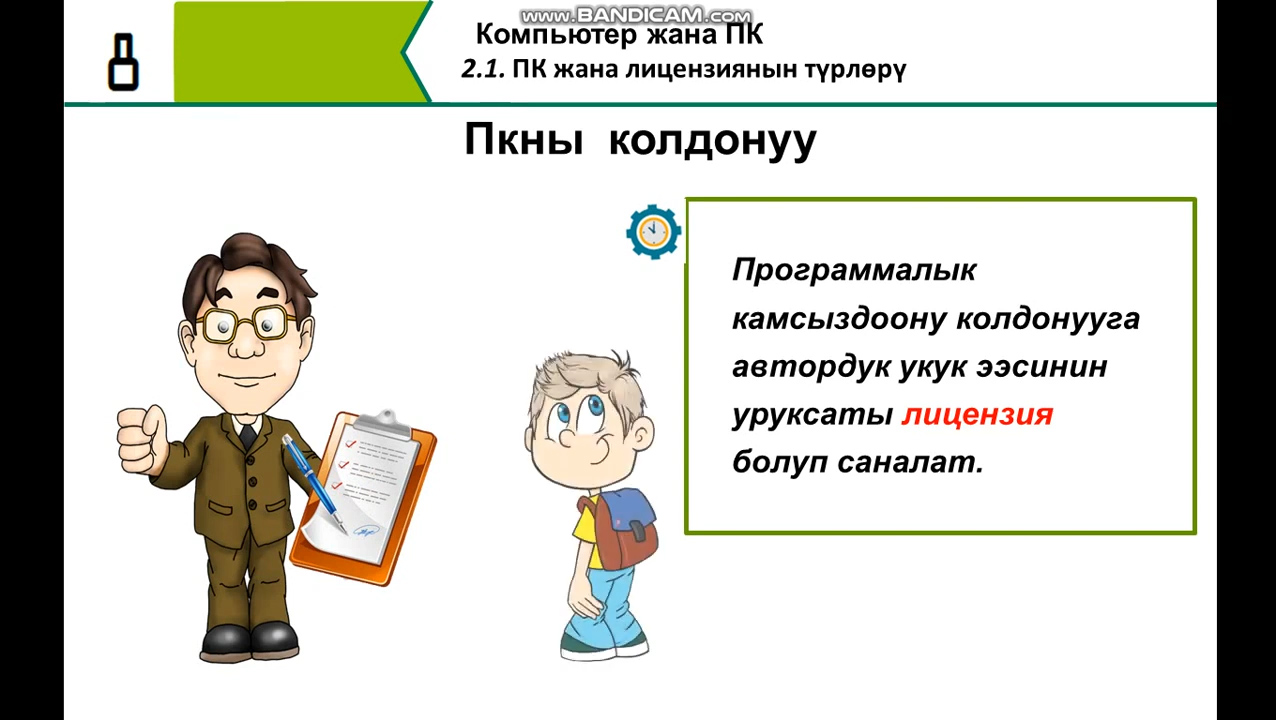 www.BANDICAM.com
8
Компьютер жана ПК
2.1. ПК жана лицензиянын түрлөрү
Пкны колдонуу
Программалык
камсыздоону колдонууга
автордук укук ээсинин
уруксаты лицензия
болуп саналат.